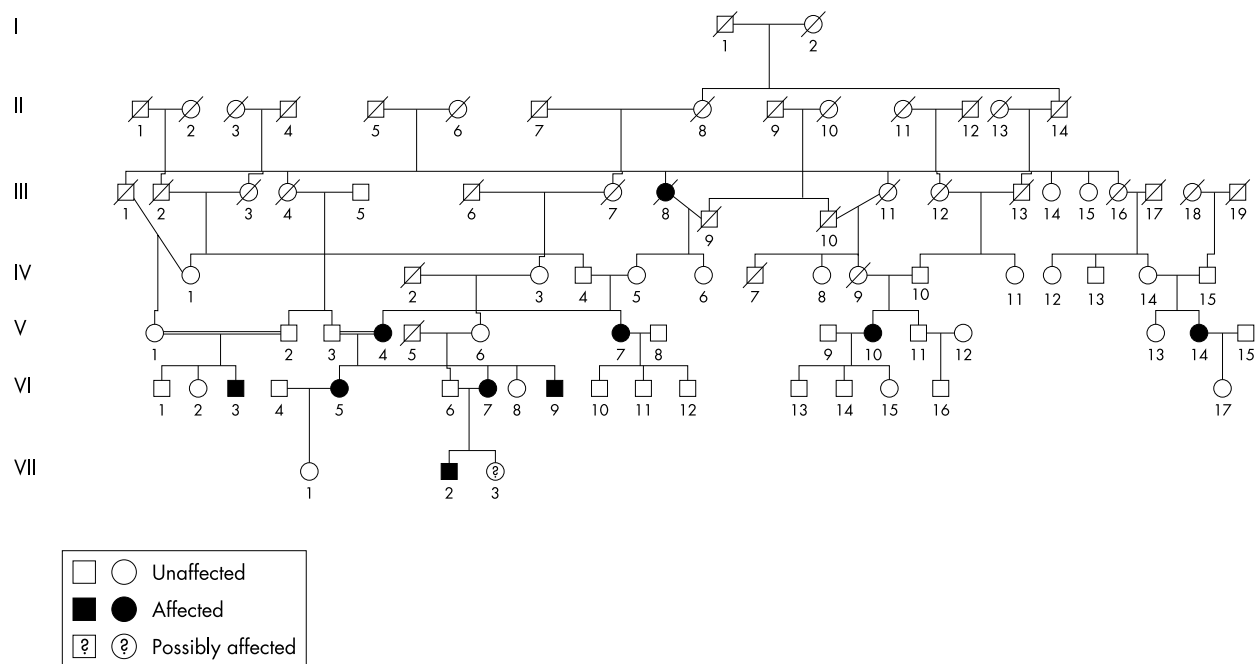 I
1 2
II
1 2 3 4 5 6 7 8 9 10 11 12 13 14
III
1 2 3 4 5 6 7 8 9 10 11 12 13 14 15 16 17 18 19
IV
1 2 3 4 5 6 7 8 9 10 11 12 13 14 15
V
1 2 3 4 5 6 7 8 9 10 11 12 13 14 15
VI
1 2 3 4 5 6 7 8 9 10 11 12 13 14 15 16 17
VII
?
1 2 3
Unaffected
Affected
? ? Possibly affected